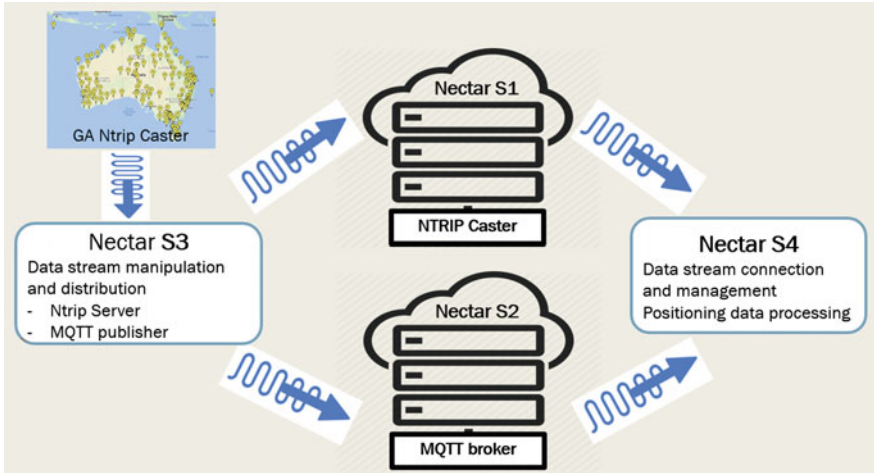 GA Ntrip Caster
Nectar S1
NTRIP Caster
Nectar S3
Data stream manipulation
and distribution
- Ntrip Server
- MQTT publisher
Nectar S4
Data stream connection
and management
Positioning data processing
Nectar S2
MQTT broker